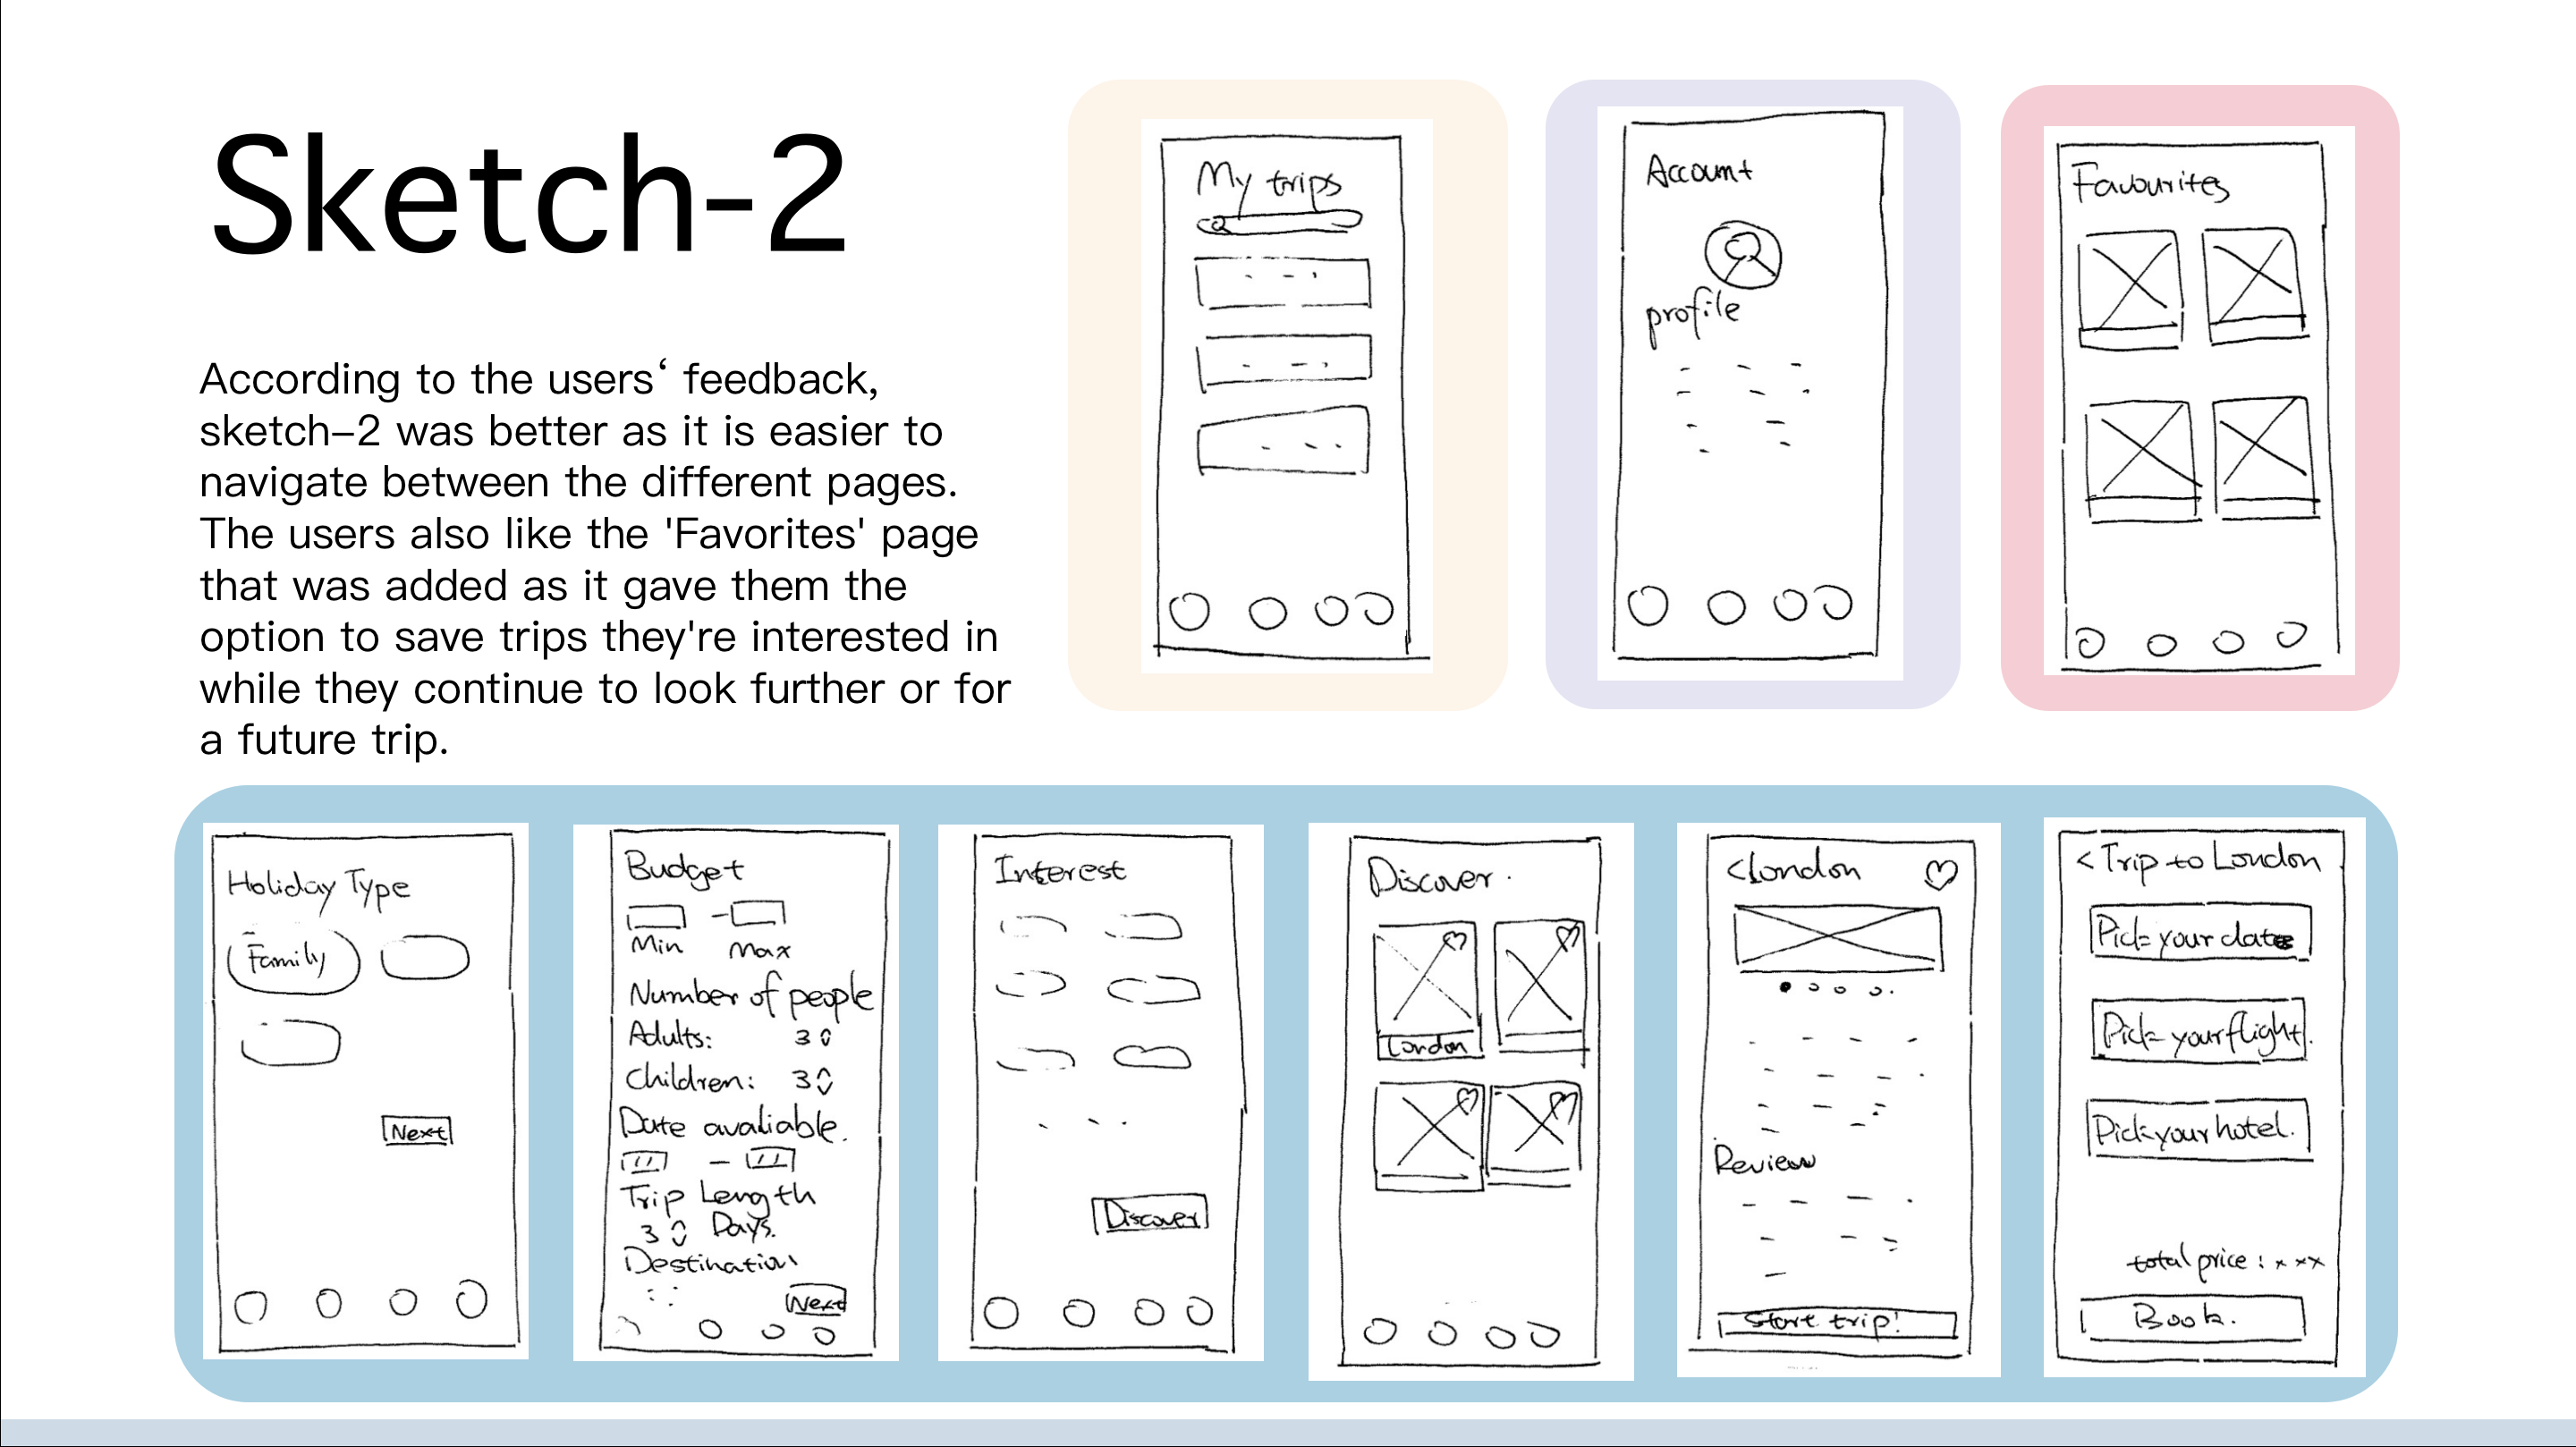 Sketch-2
According to the users‘ feedback,
sketch–2 was better as it is easier to
navigate between the different pages.
The users also like the 'Favorites' page
that was added as it gave them the
option to save trips they're interested in
while they continue to look further or for
a future trip.
My trips
Account
profile
Favourites
Holiday Type
Family
Next
Budget
Min
Max
Number of people
Adults: 3
Children: 3
Date avaliable.
Trip Length
3 Days.
Destination
Next
Interest
Discover
Discover.
London
<London
Review
Start trip!
<Trip to London
Pick your date
Pick your flight.
Pick your hotel.
total price : xxx
Book.